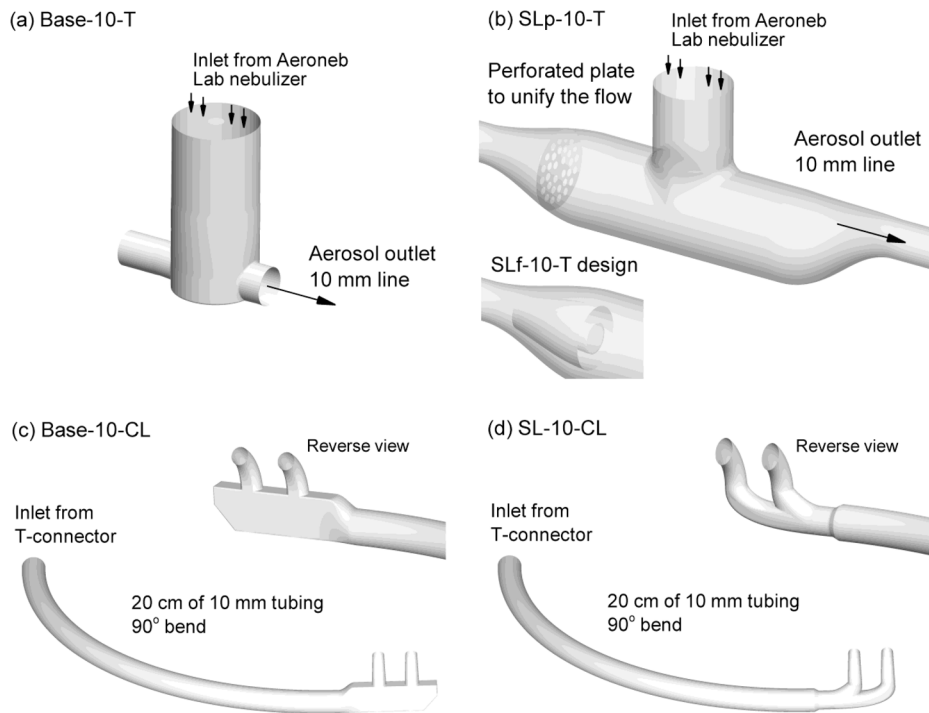 (a) Base-10-T
Inlet from Aeroneb
Lab nebulizer
Aerosol outlet
10 mm line
(b) SLp-10-T
Inlet from Aeroneb
Lab nebulizer
Perforated plate
to unify the flow
Aerosol outlet
10 mm line
SLf-10-T design
(c) Base-10-CL
Reverse view
Inlet from
T-connector
20 cm of 10 mm tubing
90° bend
(d) SL-10-CL
Reverse view
Inlet from
T-connector
20 cm of 10 mm tubing
90° bend